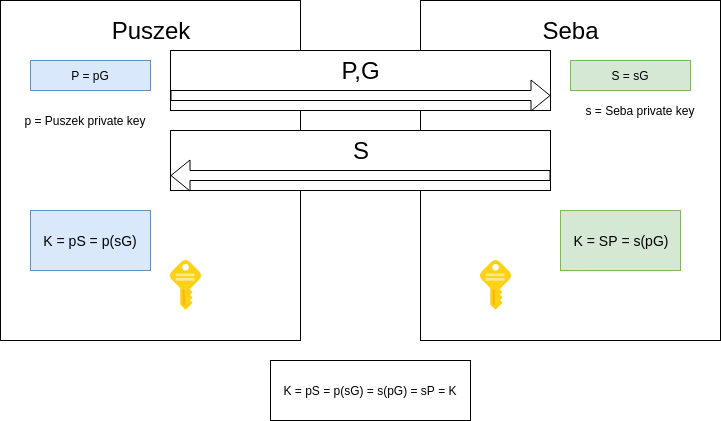 Puszek
Seba
P,G
P = pG
S = sG
p = Puszek private key
s = Seba private key
S
K = pS = p(sG)
K = SP = s(pG)
K = pS = p(sG) = s(pG) = sP = K